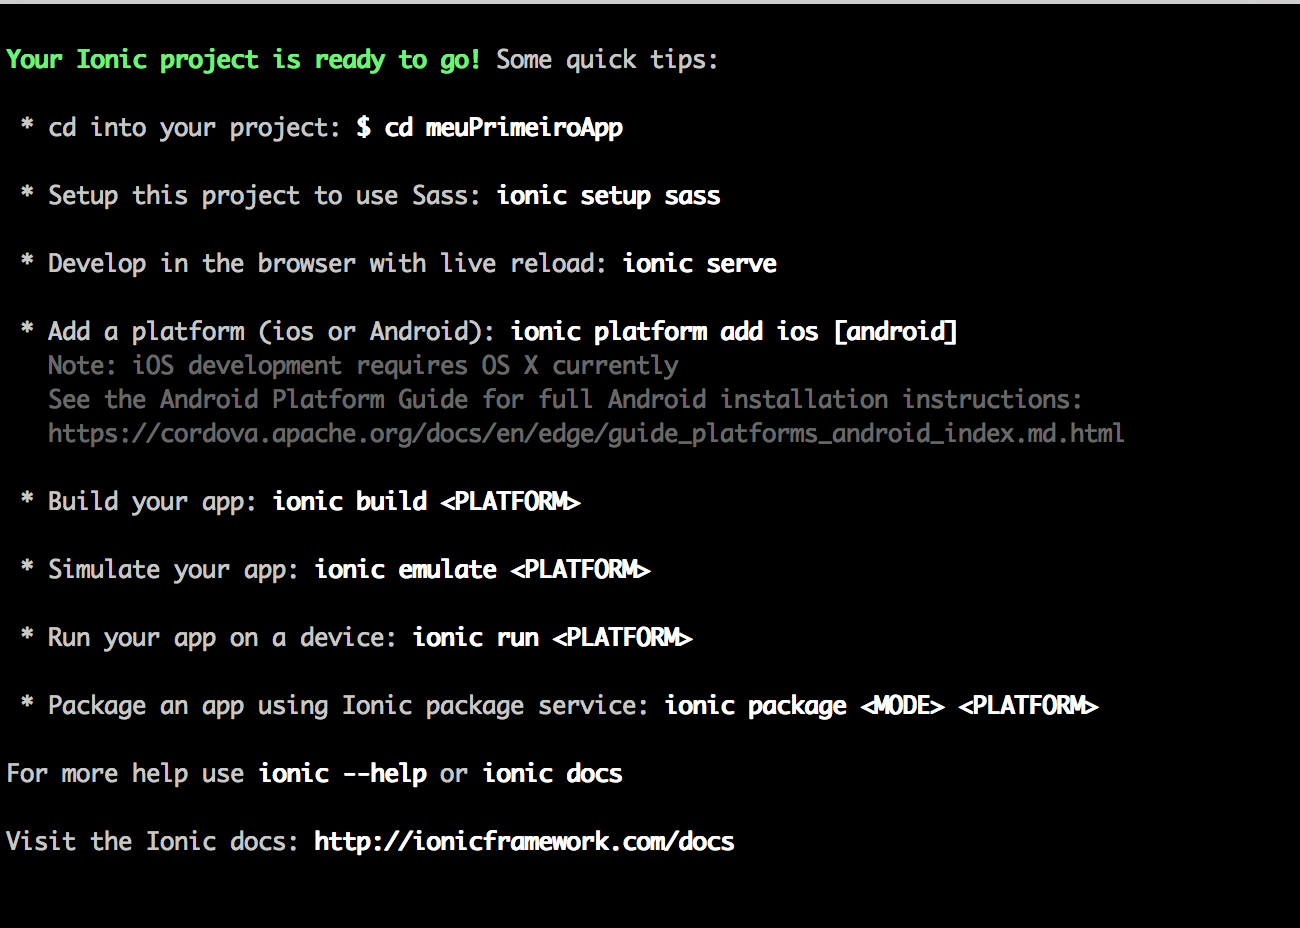 Your Ionic project is ready to go! Some quick tips:
* cd into your project: $ cd meuPrimeiroApp
* Setup this project to use Sass: ionic setup sass
* Develop in the browser with live reload: ionic serve
* Add a platform (ios or Android): ionic platform add ios [android]
Note: iOS development requires OS X currently
See the Android Platform Guide for full Android installation instructions:
https://cordova.apache.org/docs/en/edge/guide_platforms_android_index.md.html
* Build your app: ionic build <PLATFORM>
* Simulate your app: ionic emulate <PLATFORM>
* Run your app on a device: ionic run <PLATFORM>
* Package an app using Ionic package service: ionic package <MODE> <PLATFORM>
For more help use ionic --help or ionic docs
Visit the Ionic docs: http://ionicframework.com/docs